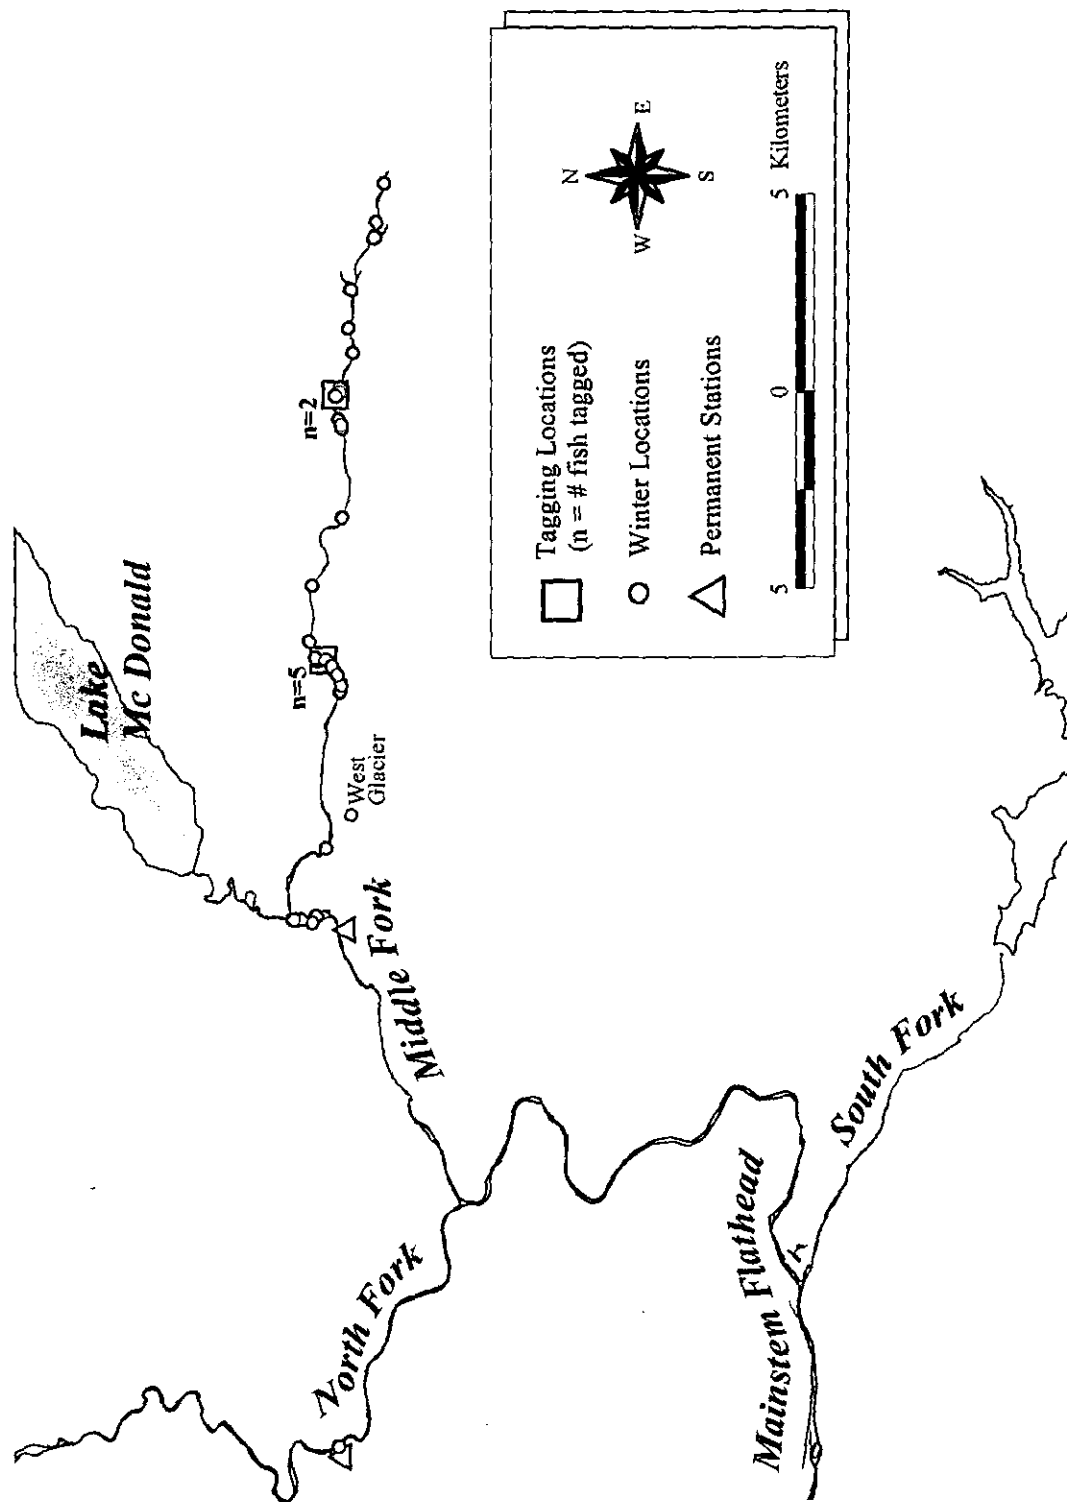 Lake
Mc Donald
n=2
n=5
West
Glacier
Middle Fork
North Fork
South Fork
Mainstem Flathead
Tagging Locations
(n = # fish tagged)
Winter Locations
Permanent Stations
N
W
E
S
5
0
5 Kilometers